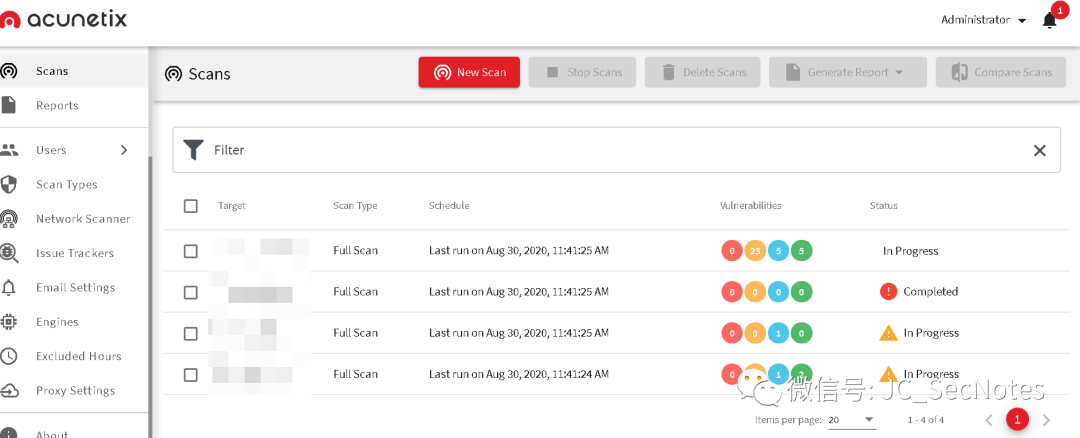 acunetix
Administrator
1
Scans
Reports
Users
Scan Types
Network Scanner
Issue Trackers
Email Settings
Engines
Excluded Hours
Proxy Settings
About
Scans
New Scan
Stop Scans
Delete Scans
Generate Report
Compare Scans
Filter
Target Scan Type Schedule Vulnerabilities Status
Full Scan Last run on Aug 30, 2020, 11:41:25 AM 0 23 5 5 In Progress
Full Scan Last run on Aug 30, 2020, 11:41:25 AM 0 0 0 0 Completed
Full Scan Last run on Aug 30, 2020, 11:41:25 AM 0 0 1 0 In Progress
Full Scan Last run on Aug 30, 2020, 11:41:24 AM 0 1 2 In Progress
微信号: JC_SecNotes
Items per page: 20 1 - 4 of 4 1